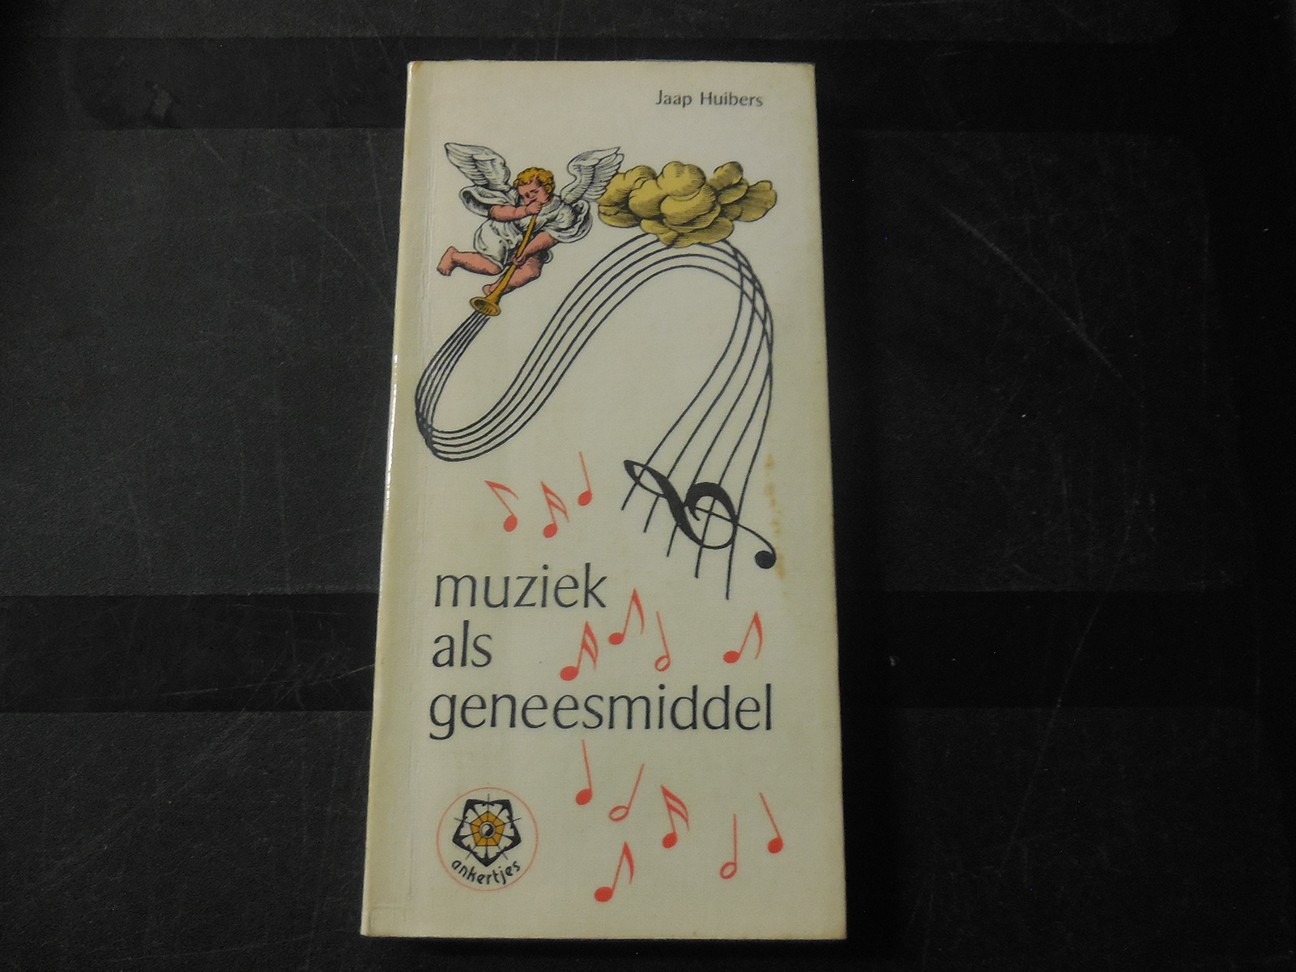 Jaap Huibers
muziek
als
geneesmiddel
ankertjes